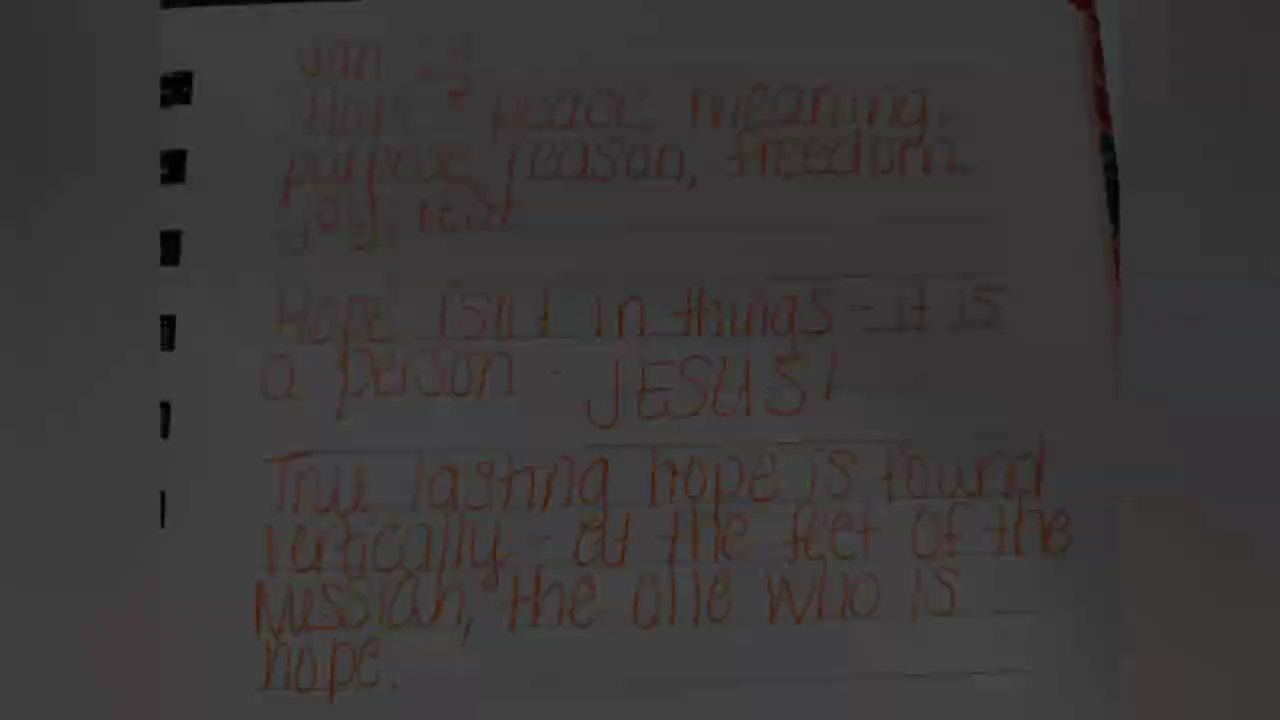 Hope = peace, meaning,
purpose, reason, freedom,
joy, rest
Hope isn't in things - it is
a person - JESUS!
True lasting hope is found
vertically - at the feet of the
Messiah, the one who is
hope.